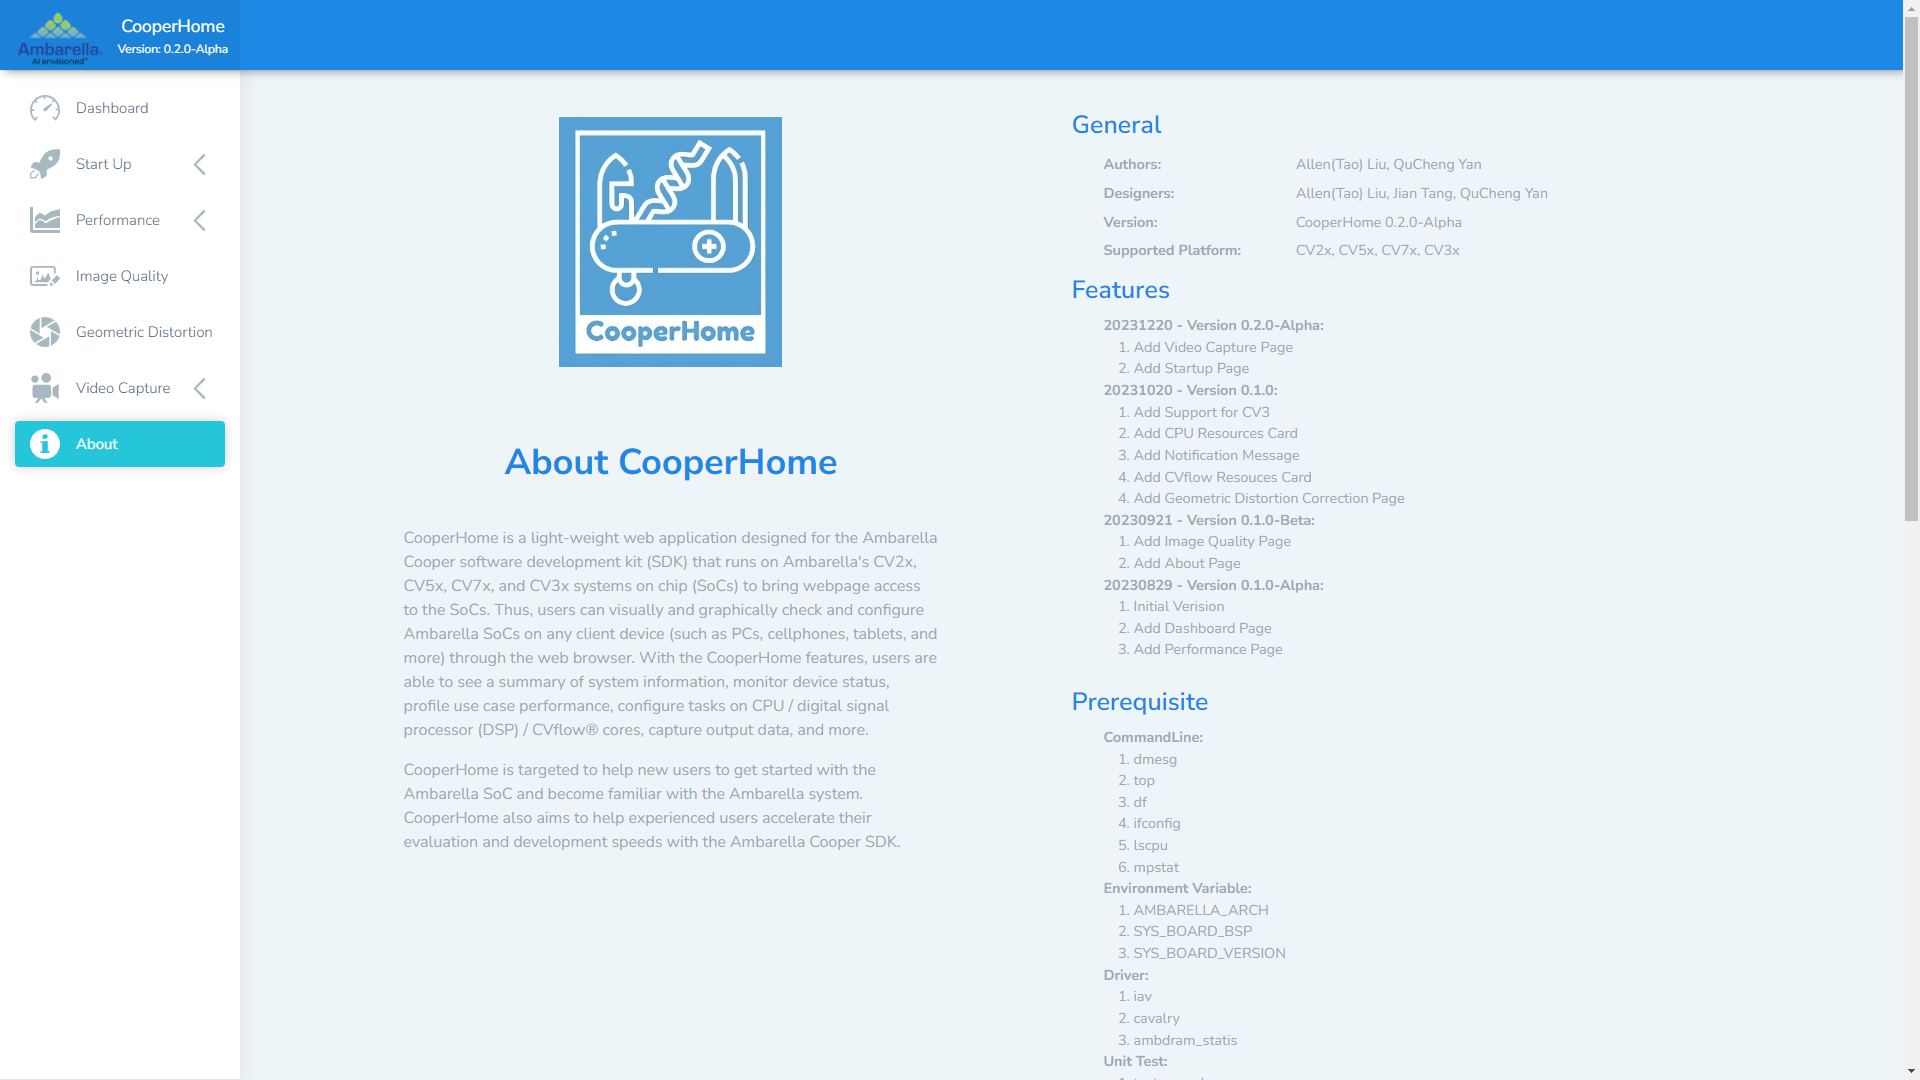 Ambarella
AI envisioned™
CooperHome
Version: 0.2.0-Alpha
Dashboard
Start Up
Performance
Image Quality
Geometric Distortion
Video Capture
About
CooperHome
About CooperHome
CooperHome is a light-weight web application designed for the Ambarella
Cooper software development kit (SDK) that runs on Ambarella's CV2x,
CV5x, CV7x, and CV3x systems on chip (SoCs) to bring webpage access
to the SoCs. Thus, users can visually and graphically check and configure
Ambarella SoCs on any client device (such as PCs, cellphones, tablets, and
more) through the web browser. With the CooperHome features, users are
able to see a summary of system information, monitor device status,
profile use case performance, configure tasks on CPU / digital signal
processor (DSP) / CVflow® cores, capture output data, and more.
CooperHome is targeted to help new users to get started with the
Ambarella SoC and become familiar with the Ambarella system.
CooperHome also aims to help experienced users accelerate their
evaluation and development speeds with the Ambarella Cooper SDK.
General
Authors: Allen(Tao) Liu, QuCheng Yan
Designers: Allen(Tao) Liu, Jian Tang, QuCheng Yan
Version: CooperHome 0.2.0-Alpha
Supported Platform: CV2x, CV5x, CV7x, CV3x
Features
20231220 - Version 0.2.0-Alpha:
1. Add Video Capture Page
2. Add Startup Page
20231020 - Version 0.1.0:
1. Add Support for CV3
2. Add CPU Resources Card
3. Add Notification Message
4. Add CVflow Resouces Card
4. Add Geometric Distortion Correction Page
20230921 - Version 0.1.0-Beta:
1. Add Image Quality Page
2. Add About Page
20230829 - Version 0.1.0-Alpha:
1. Initial Verision
2. Add Dashboard Page
3. Add Performance Page
Prerequisite
CommandLine:
1. dmesg
2. top
3. df
4. ifconfig
5. lscpu
6. mpstat
Environment Variable:
1. AMBARELLA_ARCH
2. SYS_BOARD_BSP
3. SYS_BOARD_VERSION
Driver:
1. iav
2. cavalry
3. ambdram_statis
Unit Test: